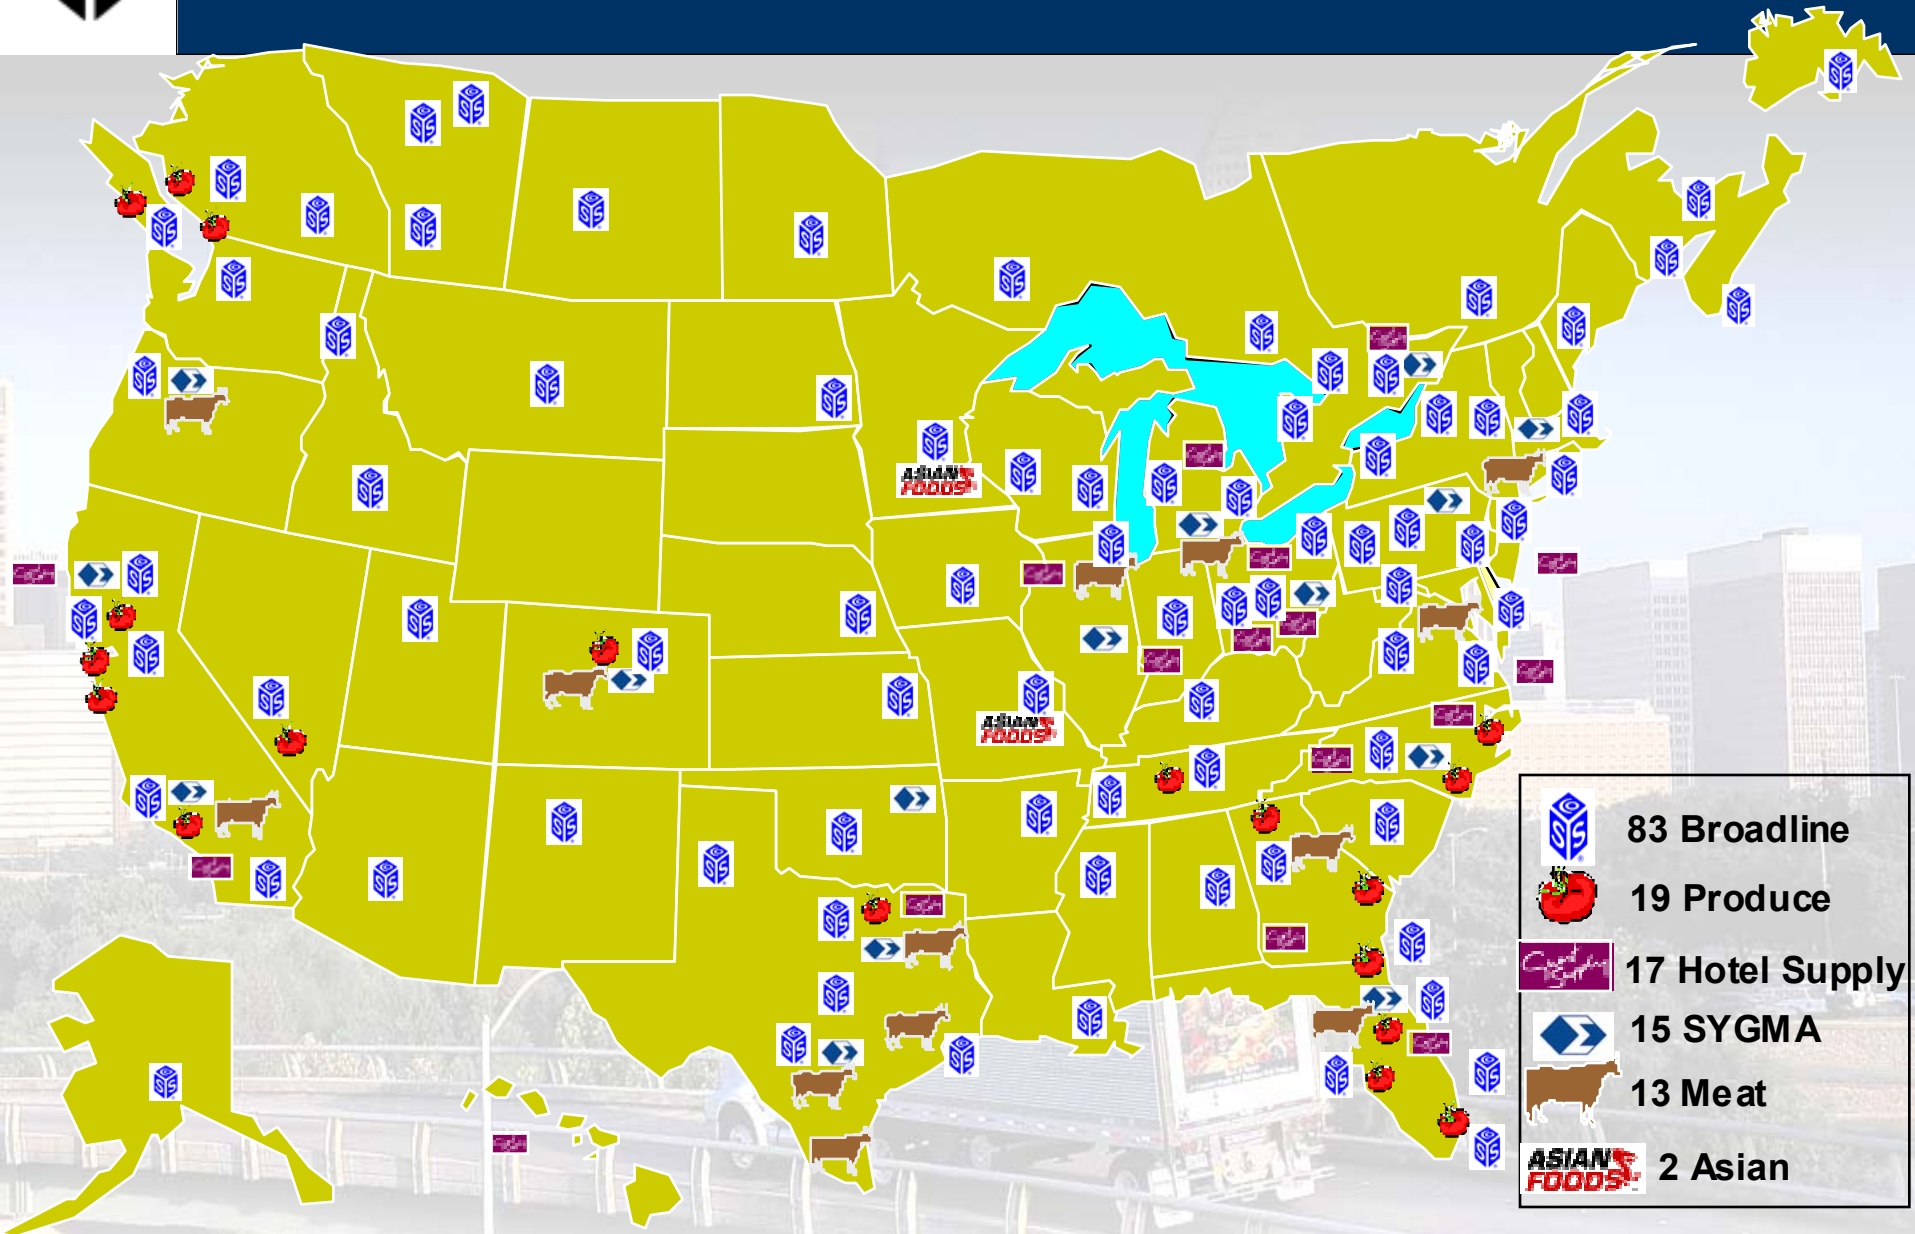 ASIAN
FOODS
ASIAN
FOODS
83 Broadline
19 Produce
17 Hotel Supply
15 SYGMA
13 Meat
ASIAN
FOODS
2 Asian